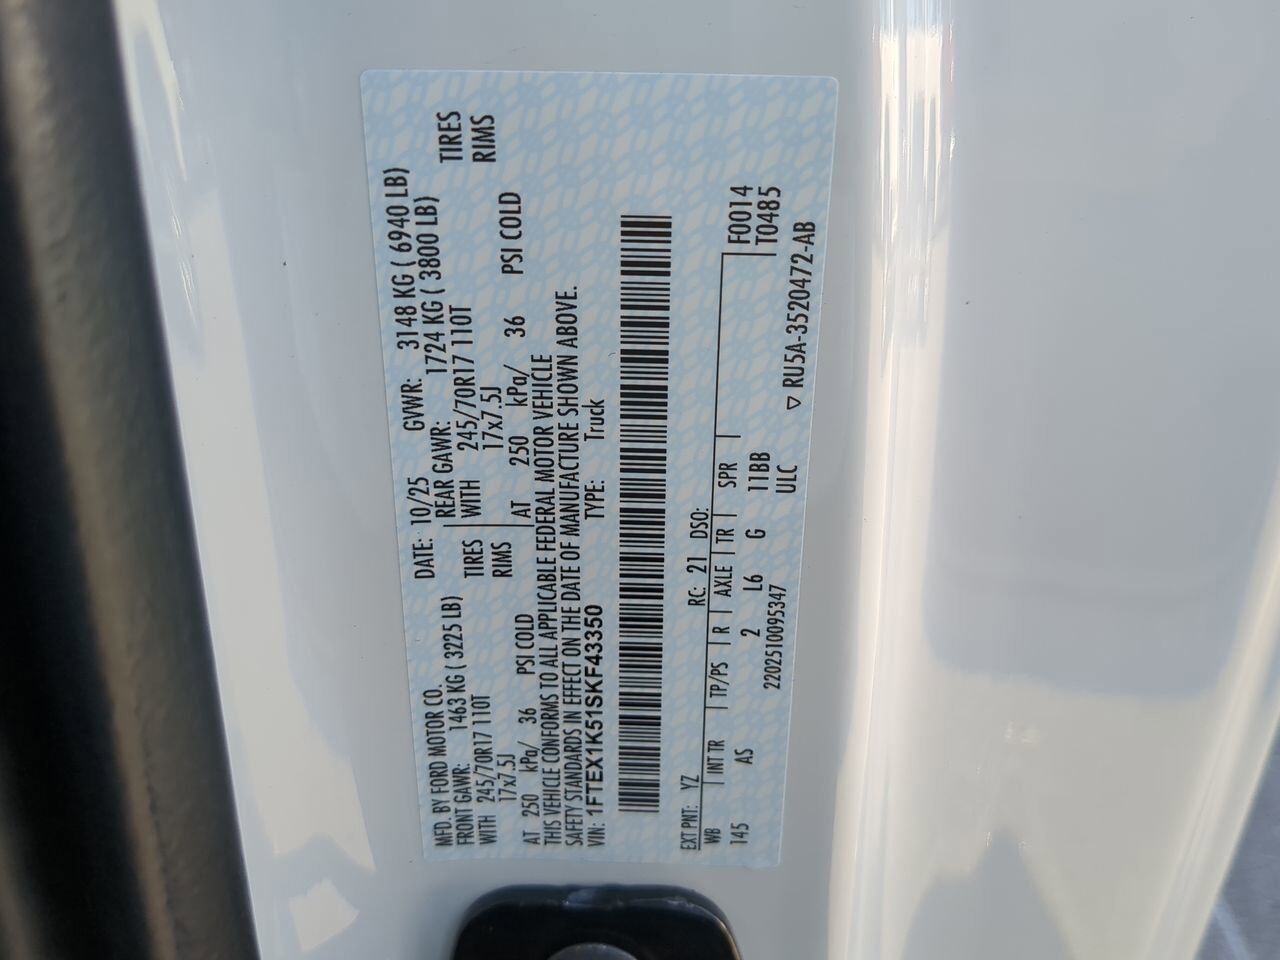 MFD. BY FORD MOTOR CO.
DATE: 10/25 GVWR: 3148 KG ( 6940 LB)
FRONT GAWR: 1463 KG ( 3225 LB)
REAR GAWR: 1724 KG ( 3800 LB)
WITH 245/70R17 110T TIRES
WITH 245/70R17 110T TIRES
17x7.5J RIMS
17x7.5J RIMS
AT 250 kPa/ 36 PSI COLD
AT 250 kPa/ 36 PSI COLD
THIS VEHICLE CONFORMS TO ALL APPLICABLE FEDERAL MOTOR VEHICLE
SAFETY STANDARDS IN EFFECT ON THE DATE OF MANUFACTURE SHOWN ABOVE.
VIN: 1FTEX1K51SKF43350 TYPE: Truck
EXT PNT: YZ RC: 21 DSO:
WB INT TR TP/PS R AXLE TR SPR F0014
145 AS 2 L6 G 11BB T0485
2202510095347 ULC ▽ RU5A-3520472-AB